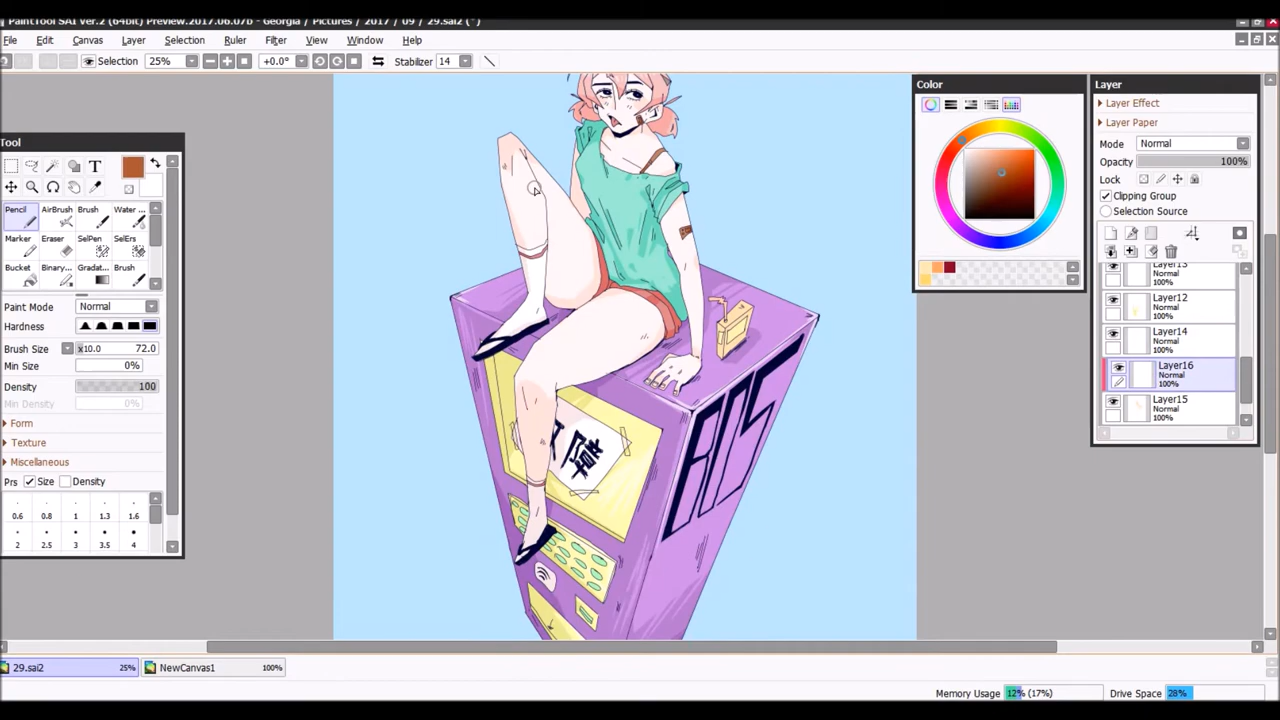 PaintTool SAI Ver.2 (64bit) Preview.2017.06.07b - Georgia / Pictures / 2017 / 09 / 29.sai2 (*)
File Edit Canvas Layer Selection Ruler Filter View Window Help
Selection 25% +0.0° Stabilizer 14
Tool
T
Pencil AirBrush Brush Water ...
Marker Eraser SelPen SelErs
Bucket Binary... Gradat... Brush
Paint Mode Normal
Hardness
Brush Size x10.0 72.0
Min Size 0%
Density 100
Min Density 0%
Form
Texture
Miscellaneous
Prs Size Density
0.6 0.8 1 1.3 1.6
2 2.5 3 3.5 4
障
Color
Layer
Layer Effect
Layer Paper
Mode Normal
Opacity 100%
Lock
Clipping Group
Selection Source
Layer13
Normal
100%
Layer12
Normal
100%
Layer14
Normal
100%
Layer16
Normal
100%
Layer15
Normal
100%
29.sai2 25% NewCanvas1 100%
Memory Usage 12% (17%) Drive Space 28%